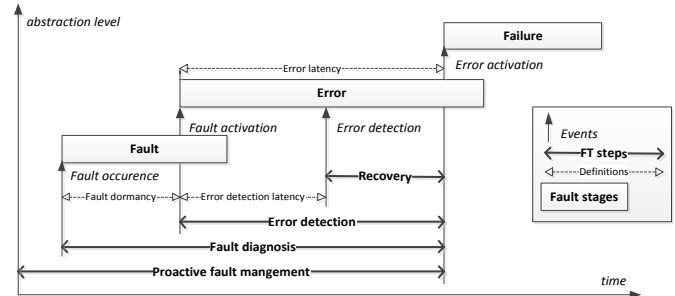 abstraction level
Failure
Error latency
Error activation
Error
Fault activation
Error detection
Fault
Fault occurence
Recovery
Fault dormancy
Error detection latency
Error detection
Fault diagnosis
Proactive fault mangement
time
Events
FT steps
Definitions
Fault stages